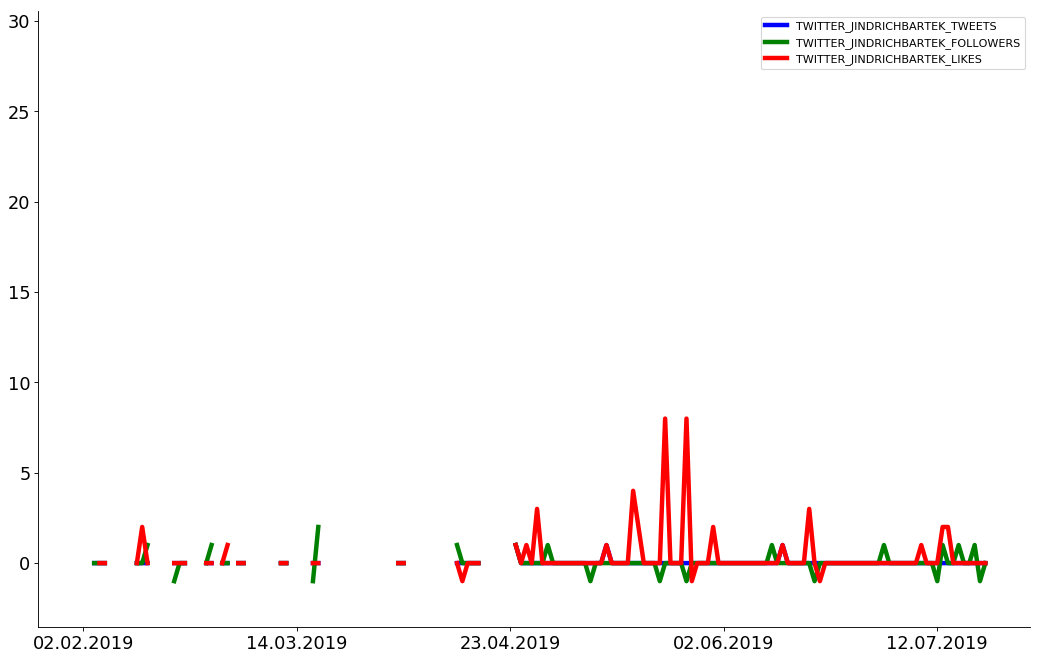 30
25
20
15
10
5
0
02.02.2019 14.03.2019 23.04.2019 02.06.2019 12.07.2019
TWITTER_JINDRICHBARTEK_TWEETS
TWITTER_JINDRICHBARTEK_FOLLOWERS
TWITTER_JINDRICHBARTEK_LIKES